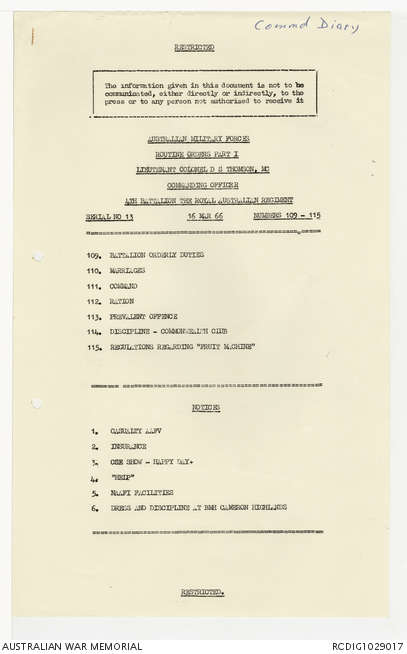 Commd Diary
RESTRICTED
The information given in this document is not to be
communicated, either directly or indirectly, to the
press or to any person not authorised to receive it
AUSTRALIAN MILITARY FORCES
ROUTINE ORDERS PART I
LIEUTENANT COLONEL D S THOMSON, MC
COMMANDING OFFICER
4TH BATTALION THE ROYAL AUSTRALIAN REGIMENT
SERIAL NO 13 16 MAR 66 NUMBERS 109 - 115
109. BATTALION ORDERLY DUTIES
110. MARRIAGES
111. COMMAND
112. RATION
113. PREVALENT OFFENCE
114. DISCIPLINE - COMMONWEALTH CLUB
115. REGULATIONS REGARDING "FRUIT MACHINE"
NOTICES
1. CASUALTY AAFV
2. INSURANCE
3. CSE SHOW - HAPPY DAY.
4. "HEIP"
5. NAAFI FACILITIES
6. DRESS AND DISCIPLINE AT BMH CAMERON HIGHLANDS
RESTRICTED.
AUSTRALIAN WAR MEMORIAL RCDIG1029017